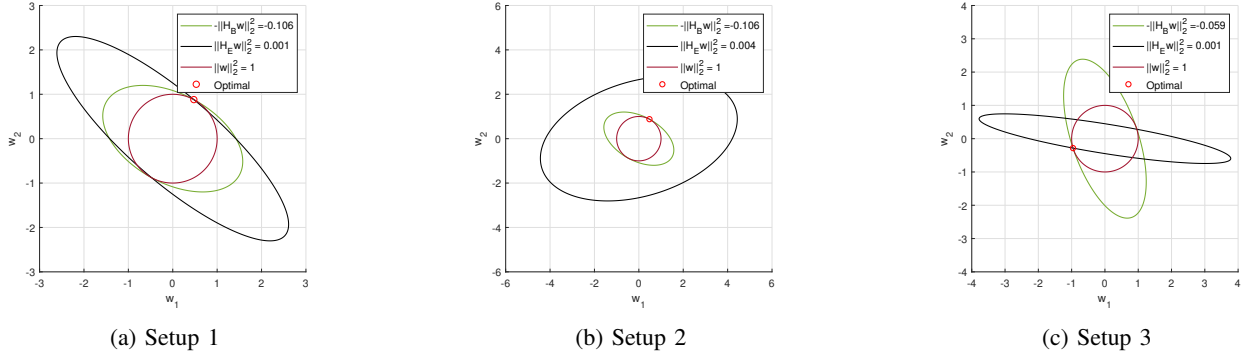 -||H_B w||_2^2=-0.106
||H_E w||_2^2 = 0.001
||w||_2^2 = 1
Optimal
3
2
1
0
-1
-2
-3
w_2
-3 -2 -1 0 1 2 3
w_1
(a) Setup 1
-||H_B w||_2^2=-0.106
||H_E w||_2^2 = 0.004
||w||_2^2 = 1
Optimal
6
4
2
0
-2
-4
-6
w_2
-6 -4 -2 0 2 4 6
w_1
(b) Setup 2
-||H_B w||_2^2=-0.059
||H_E w||_2^2 = 0.001
||w||_2^2 = 1
Optimal
4
3
2
1
0
-1
-2
-3
-4
w_2
-4 -3 -2 -1 0 1 2 3 4
w_1
(c) Setup 3